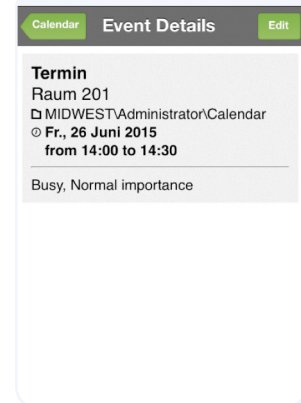 Calendar Event Details Edit
Termin
Raum 201
MIDWEST\Administrator\Calendar
Fr., 26 Juni 2015
from 14:00 to 14:30
Busy, Normal importance